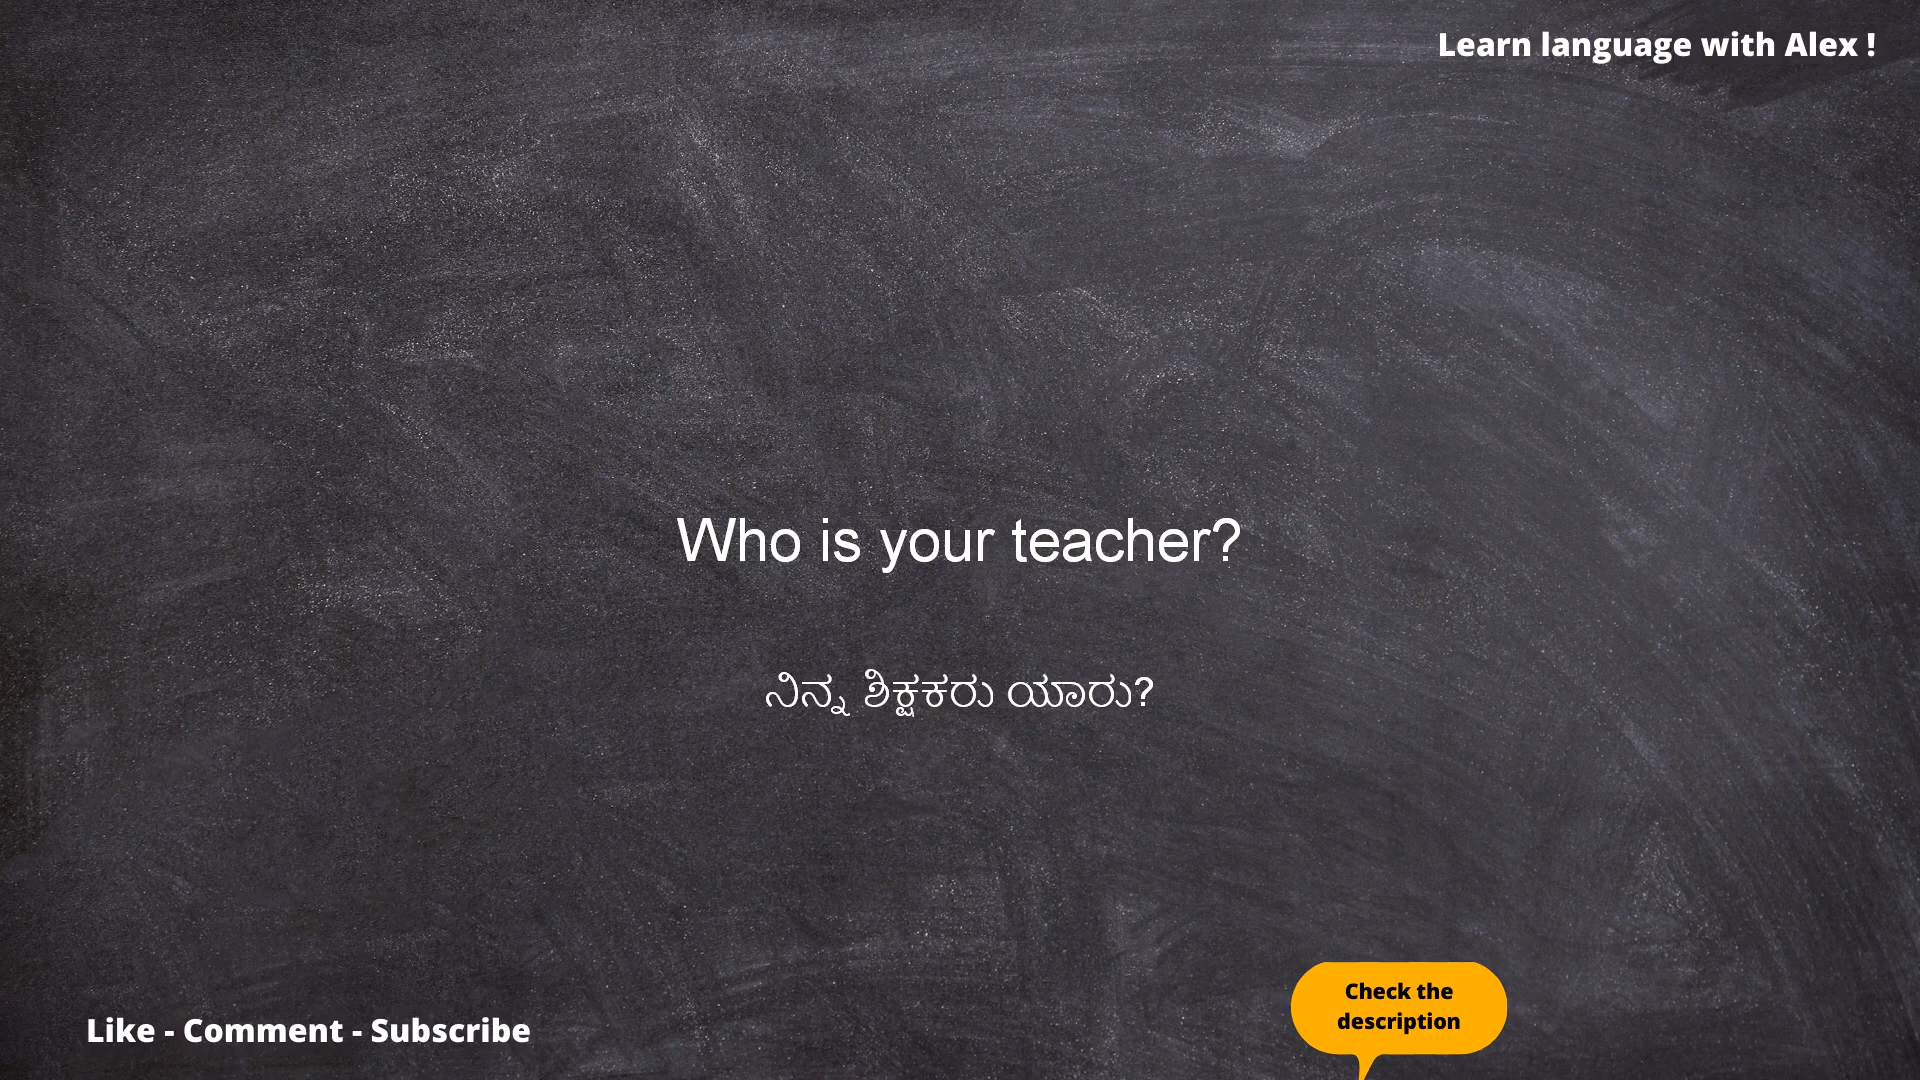 Learn language with Alex !
Who is your teacher?
ನಿನ್ನ ಶಿಕ್ಷಕರು ಯಾರು?
Check the
description
Like - Comment - Subscribe